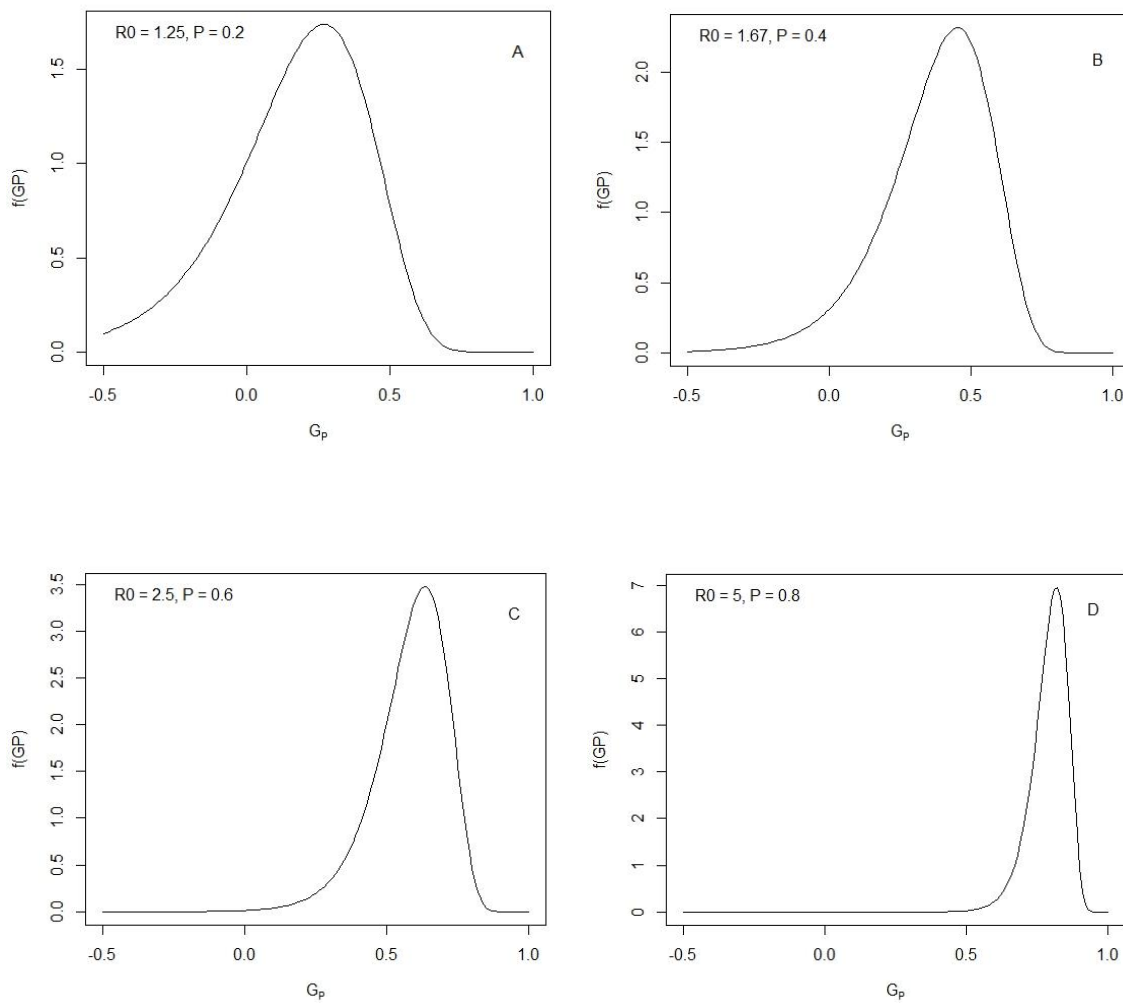 R0 = 1.25, P = 0.2
A
f(GP)
0.0 0.5 1.0 1.5
-0.5 0.0 0.5 1.0
GP
R0 = 1.67, P = 0.4
B
f(GP)
0.0 0.5 1.0 1.5 2.0
-0.5 0.0 0.5 1.0
GP
R0 = 2.5, P = 0.6
C
f(GP)
0.0 0.5 1.0 1.5 2.0 2.5 3.0 3.5
-0.5 0.0 0.5 1.0
GP
R0 = 5, P = 0.8
D
f(GP)
0 1 2 3 4 5 6 7
-0.5 0.0 0.5 1.0
GP